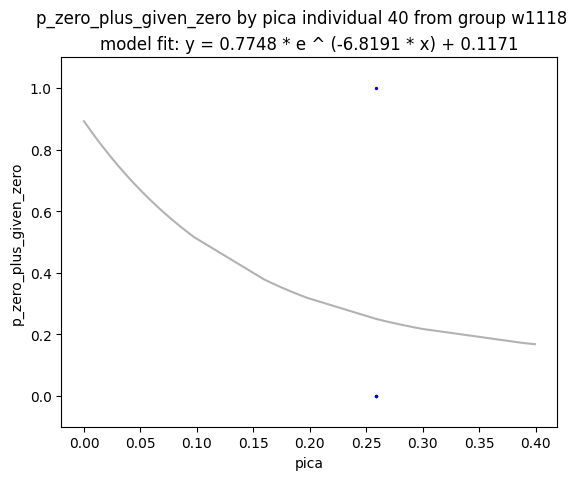 p_zero_plus_given_zero by pica individual 40 from group w1118
model fit: y = 0.7748 * e ^ (-6.8191 * x) + 0.1171
1.0
0.8
0.6
0.4
0.2
0.0
p_zero_plus_given_zero
0.00 0.05 0.10 0.15 0.20 0.25 0.30 0.35 0.40
pica